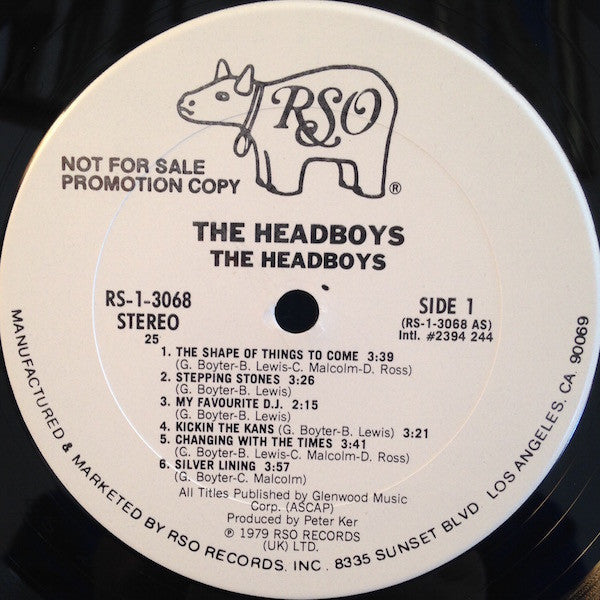 RSO
®
NOT FOR SALE
PROMOTION COPY
THE HEADBOYS
THE HEADBOYS
RS-1-3068
STEREO
25
SIDE 1
(RS-1-3068 AS)
Intl. #2394 244
1. THE SHAPE OF THINGS TO COME 3:39
(G. Boyter-B. Lewis-C. Malcolm-D. Ross)
2. STEPPING STONES 3:26
(G. Boyter-B. Lewis)
3. MY FAVOURITE D.J. 2:15
(G. Boyter-B. Lewis)
4. KICKIN THE KANS (G. Boyter-B. Lewis) 3:21
5. CHANGING WITH THE TIMES 3:41
(G. Boyter-B. Lewis-C. Malcolm-D. Ross)
6. SILVER LINING 3:57
(G. Boyter-C. Malcolm)
All Titles Published by Glenwood Music
Corp. (ASCAP)
Produced by Peter Ker
℗ 1979 RSO RECORDS
(UK) LTD.
MANUFACTURED & MARKETED BY RSO RECORDS, INC. 8335 SUNSET BLVD LOS ANGELES, CA. 90069